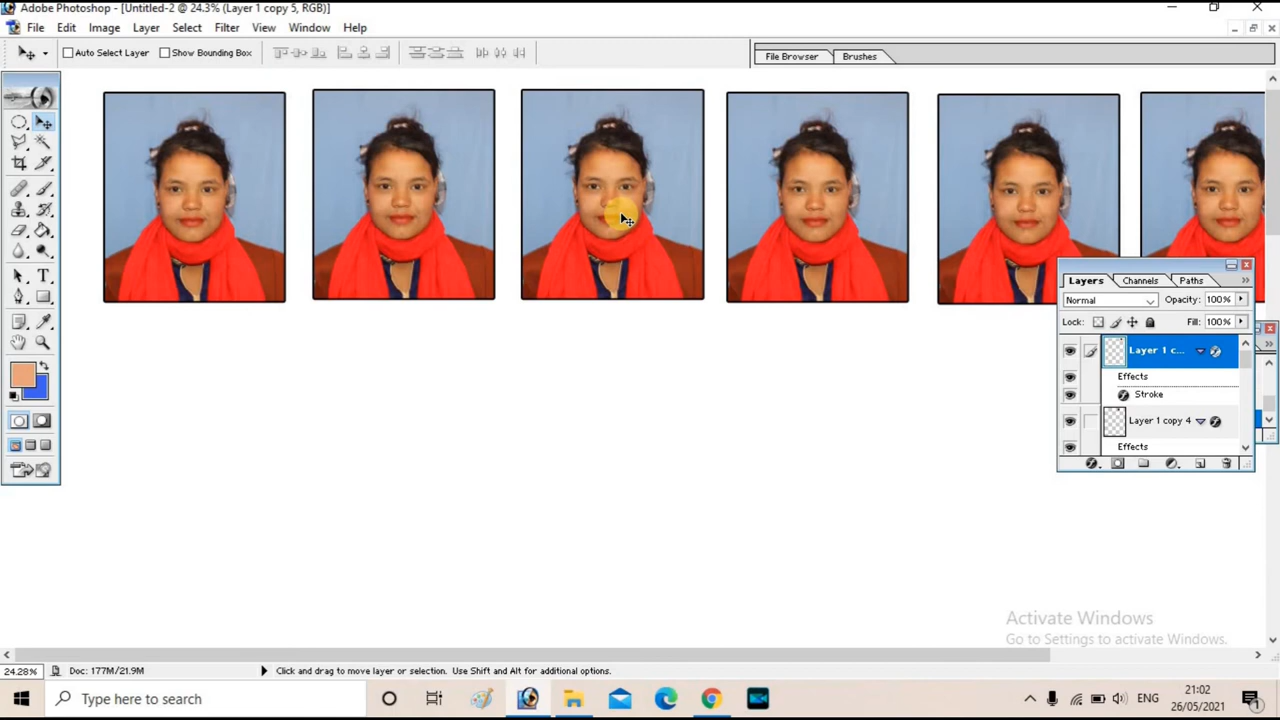 Adobe Photoshop - [Untitled-2 @ 24.3% (Layer 1 copy 5, RGB)]
File Edit Image Layer Select Filter View Window Help
Auto Select Layer Show Bounding Box File Browser Brushes
Layers Channels Paths
Normal Opacity: 100%
Lock: Fill: 100%
Layer 1 c...
Effects
Stroke
Layer 1 copy 4
Effects
Activate Windows
Go to Settings to activate Windows.
24.28% Doc: 177M/21.9M Click and drag to move layer or selection. Use Shift and Alt for additional options.
Type here to search ENG 21:02
26/05/2021 1